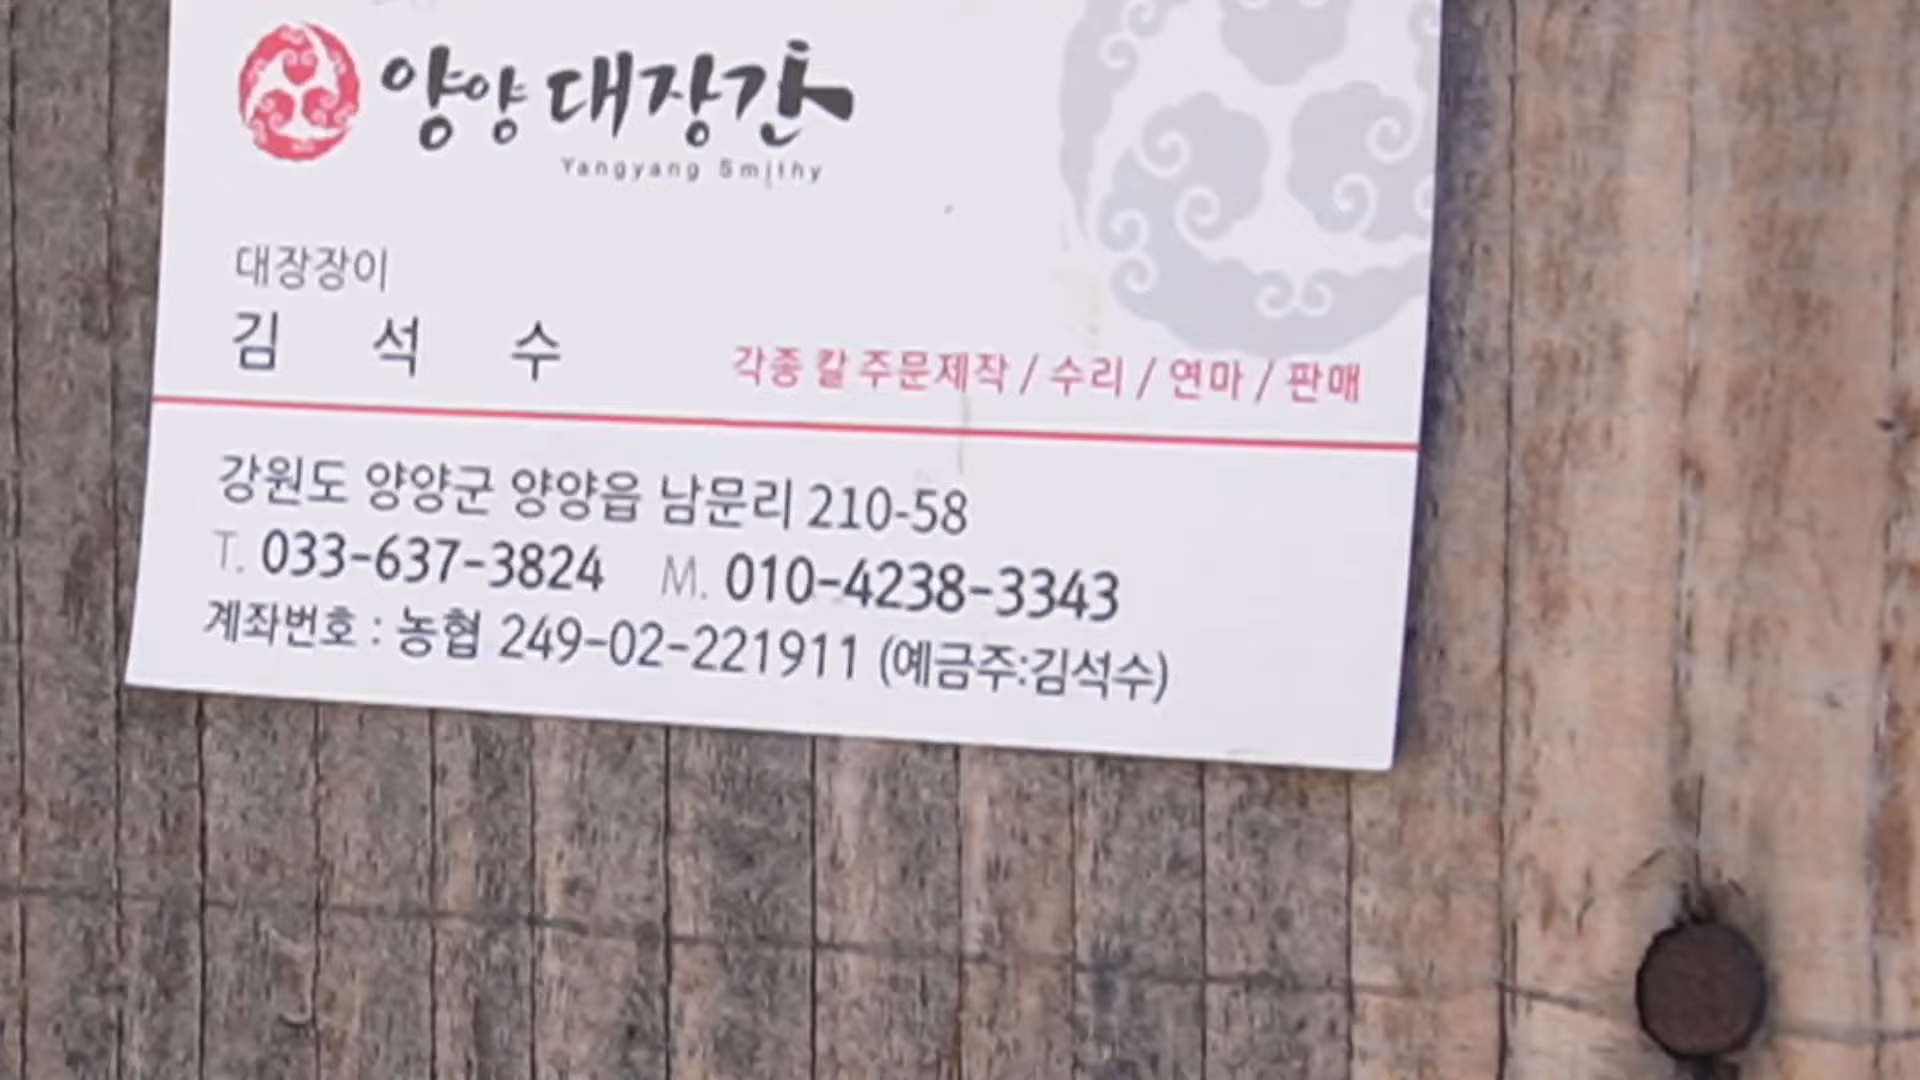 양양 대장간
Yangyang Smithy
대장장이
김 석 수
각종 칼 주문제작 / 수리 / 연마 / 판매
강원도 양양군 양양읍 남문리 210-58
T. 033-637-3824 M. 010-4238-3343
계좌번호 : 농협 249-02-221911 (예금주:김석수)